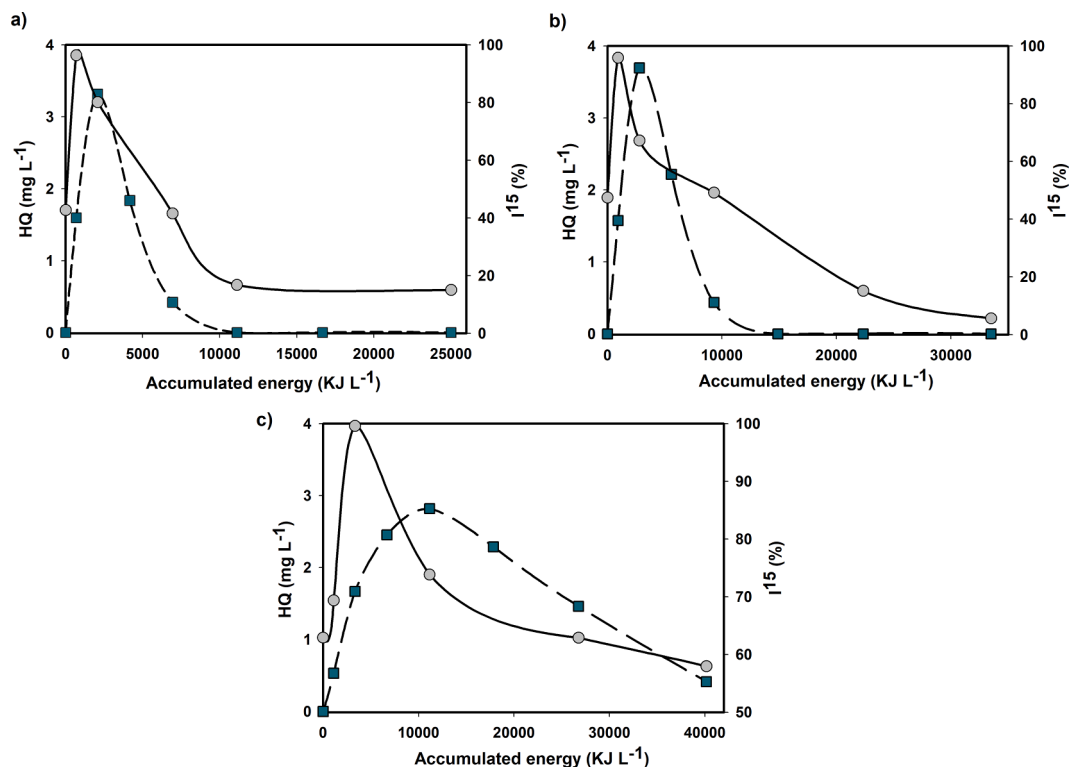 a)
4
3
2
1
0
HQ (mg L-1)
100
80
60
40
20
0
I15 (%)
0 5000 10000 15000 20000 25000
Accumulated energy (KJ L-1)
b)
4
3
2
1
0
HQ (mg L-1)
100
80
60
40
20
0
I15 (%)
0 10000 20000 30000
Accumulated energy (KJ L-1)
c)
4
3
2
1
0
HQ (mg L-1)
100
90
80
70
60
50
I15 (%)
0 10000 20000 30000 40000
Accumulated energy (KJ L-1)